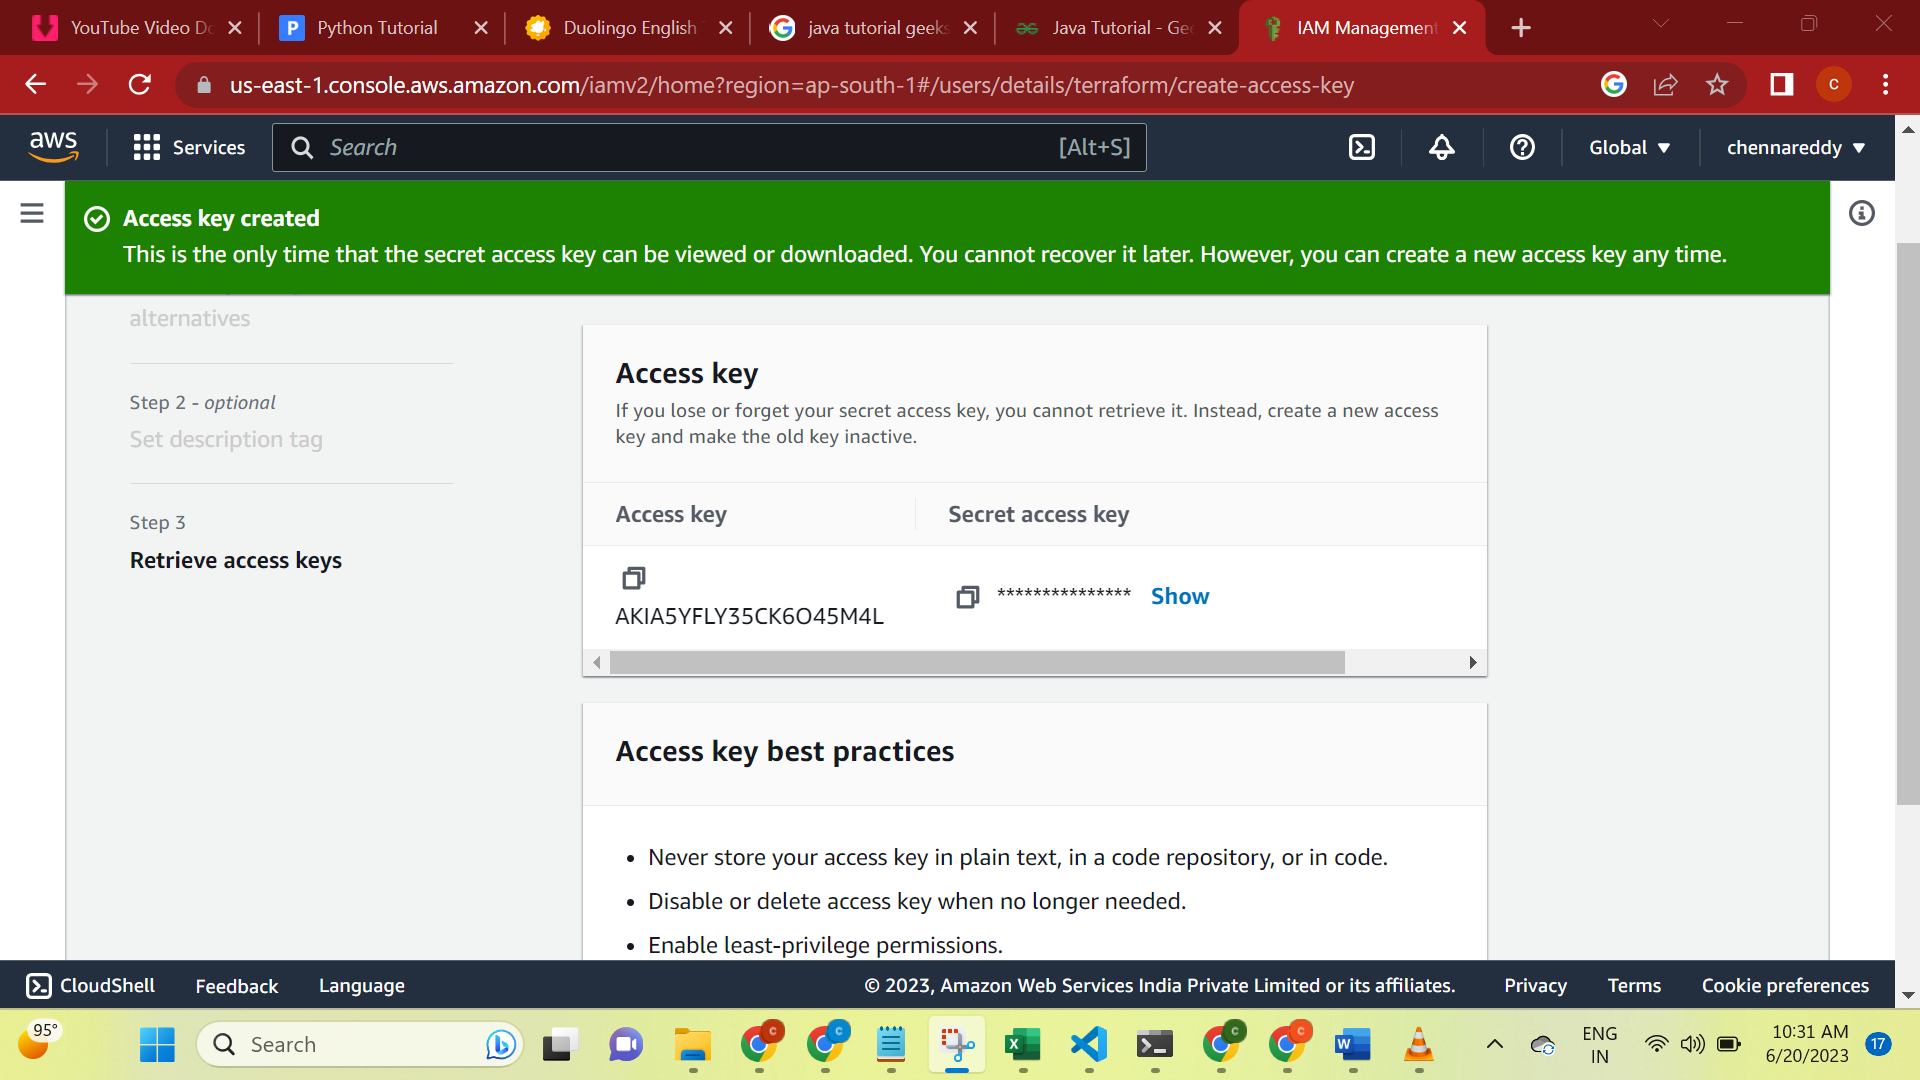 YouTube Video Do
Python Tutorial
Duolingo English T
java tutorial geeks
Java Tutorial - Gee
IAM Management
us-east-1.console.aws.amazon.com/iamv2/home?region=ap-south-1#/users/details/terraform/create-access-key
c
aws
Services
Search
[Alt+S]
Global
chennareddy
Access key created
This is the only time that the secret access key can be viewed or downloaded. You cannot recover it later. However, you can create a new access key any time.
alternatives
Step 2 - optional
Set description tag
Step 3
Retrieve access keys
Access key
If you lose or forget your secret access key, you cannot retrieve it. Instead, create a new access
key and make the old key inactive.
Access key
Secret access key
AKIA5YFLY35CK6O45M4L
***************
Show
Access key best practices
• Never store your access key in plain text, in a code repository, or in code.
• Disable or delete access key when no longer needed.
• Enable least-privilege permissions.
CloudShell
Feedback
Language
© 2023, Amazon Web Services India Private Limited or its affiliates.
Privacy
Terms
Cookie preferences
95°
Search
ENG
IN
10:31 AM
6/20/2023
17